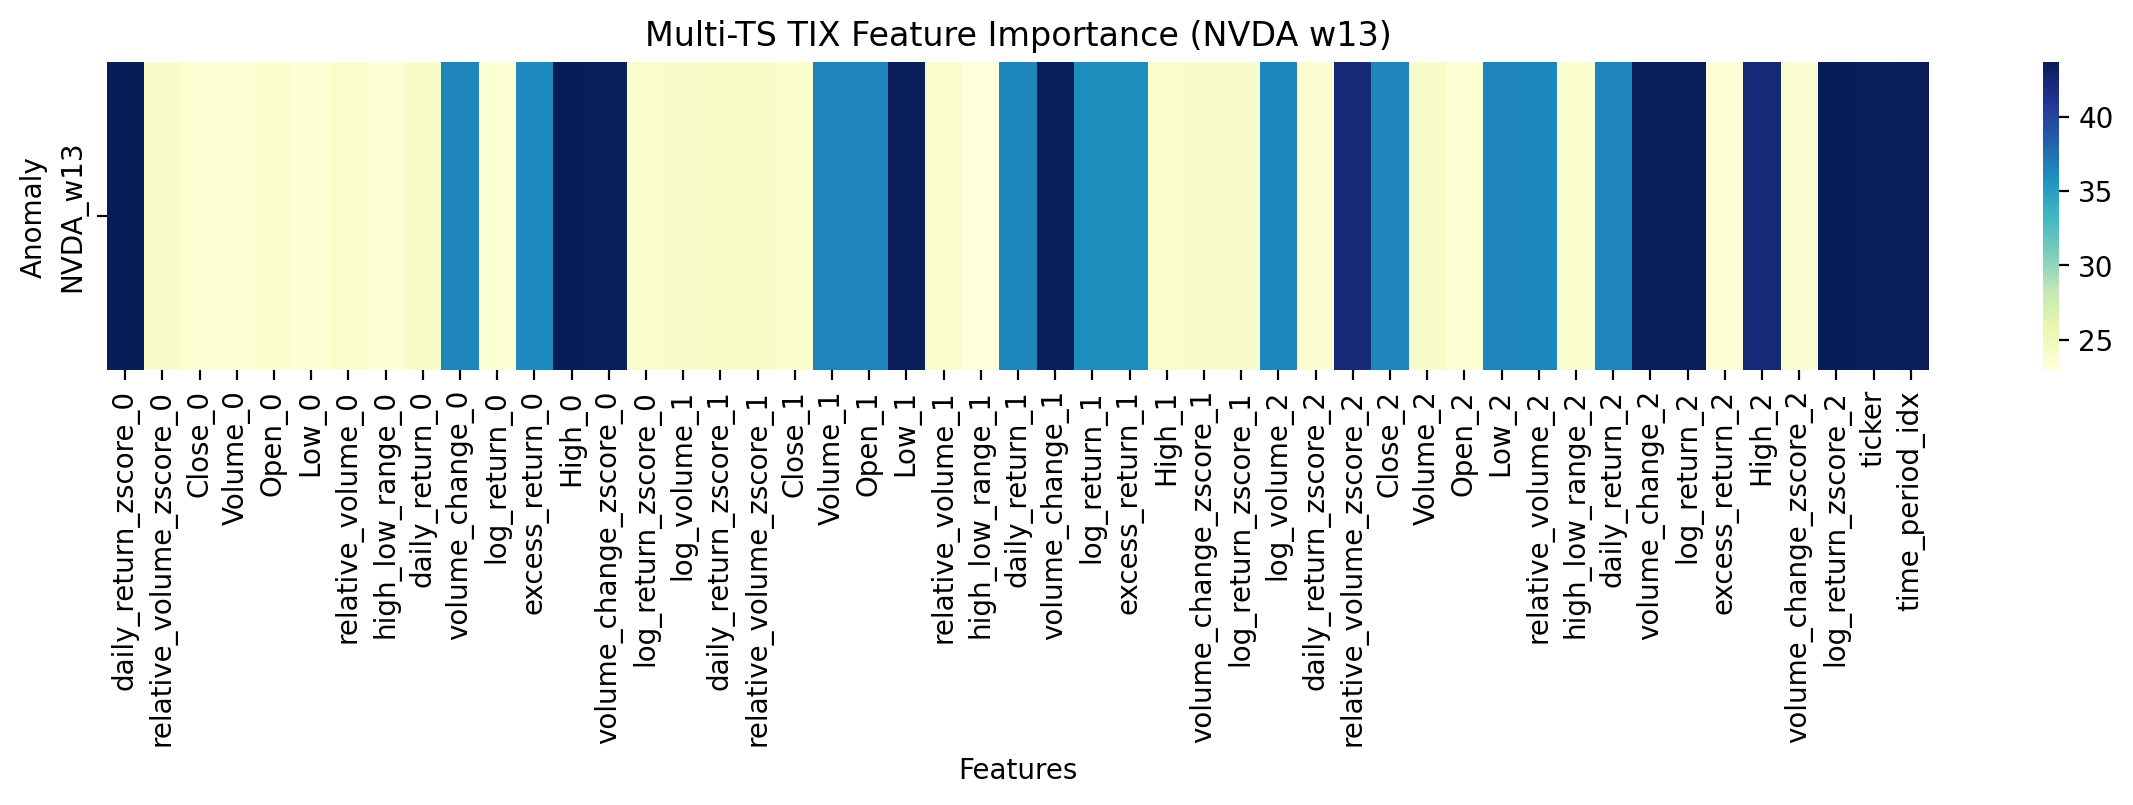 Multi-TS TIX Feature Importance (NVDA w13)
Anomaly
NVDA_w13
40
35
30
25
daily_return_zscore_0
relative_volume_zscore_0
Close_0
Volume_0
Open_0
Low_0
relative_volume_0
high_low_range_0
daily_return_0
volume_change_0
log_return_0
excess_return_0
High_0
volume_change_zscore_0
log_return_zscore_0
log_volume_1
daily_return_zscore_1
relative_volume_zscore_1
Close_1
Volume_1
Open_1
Low_1
relative_volume_1
high_low_range_1
daily_return_1
volume_change_1
log_return_1
excess_return_1
High_1
volume_change_zscore_1
log_return_zscore_1
log_volume_2
daily_return_zscore_2
relative_volume_zscore_2
Close_2
Volume_2
Open_2
Low_2
relative_volume_2
high_low_range_2
daily_return_2
volume_change_2
log_return_2
excess_return_2
High_2
volume_change_zscore_2
log_return_zscore_2
ticker
time_period_idx
Features